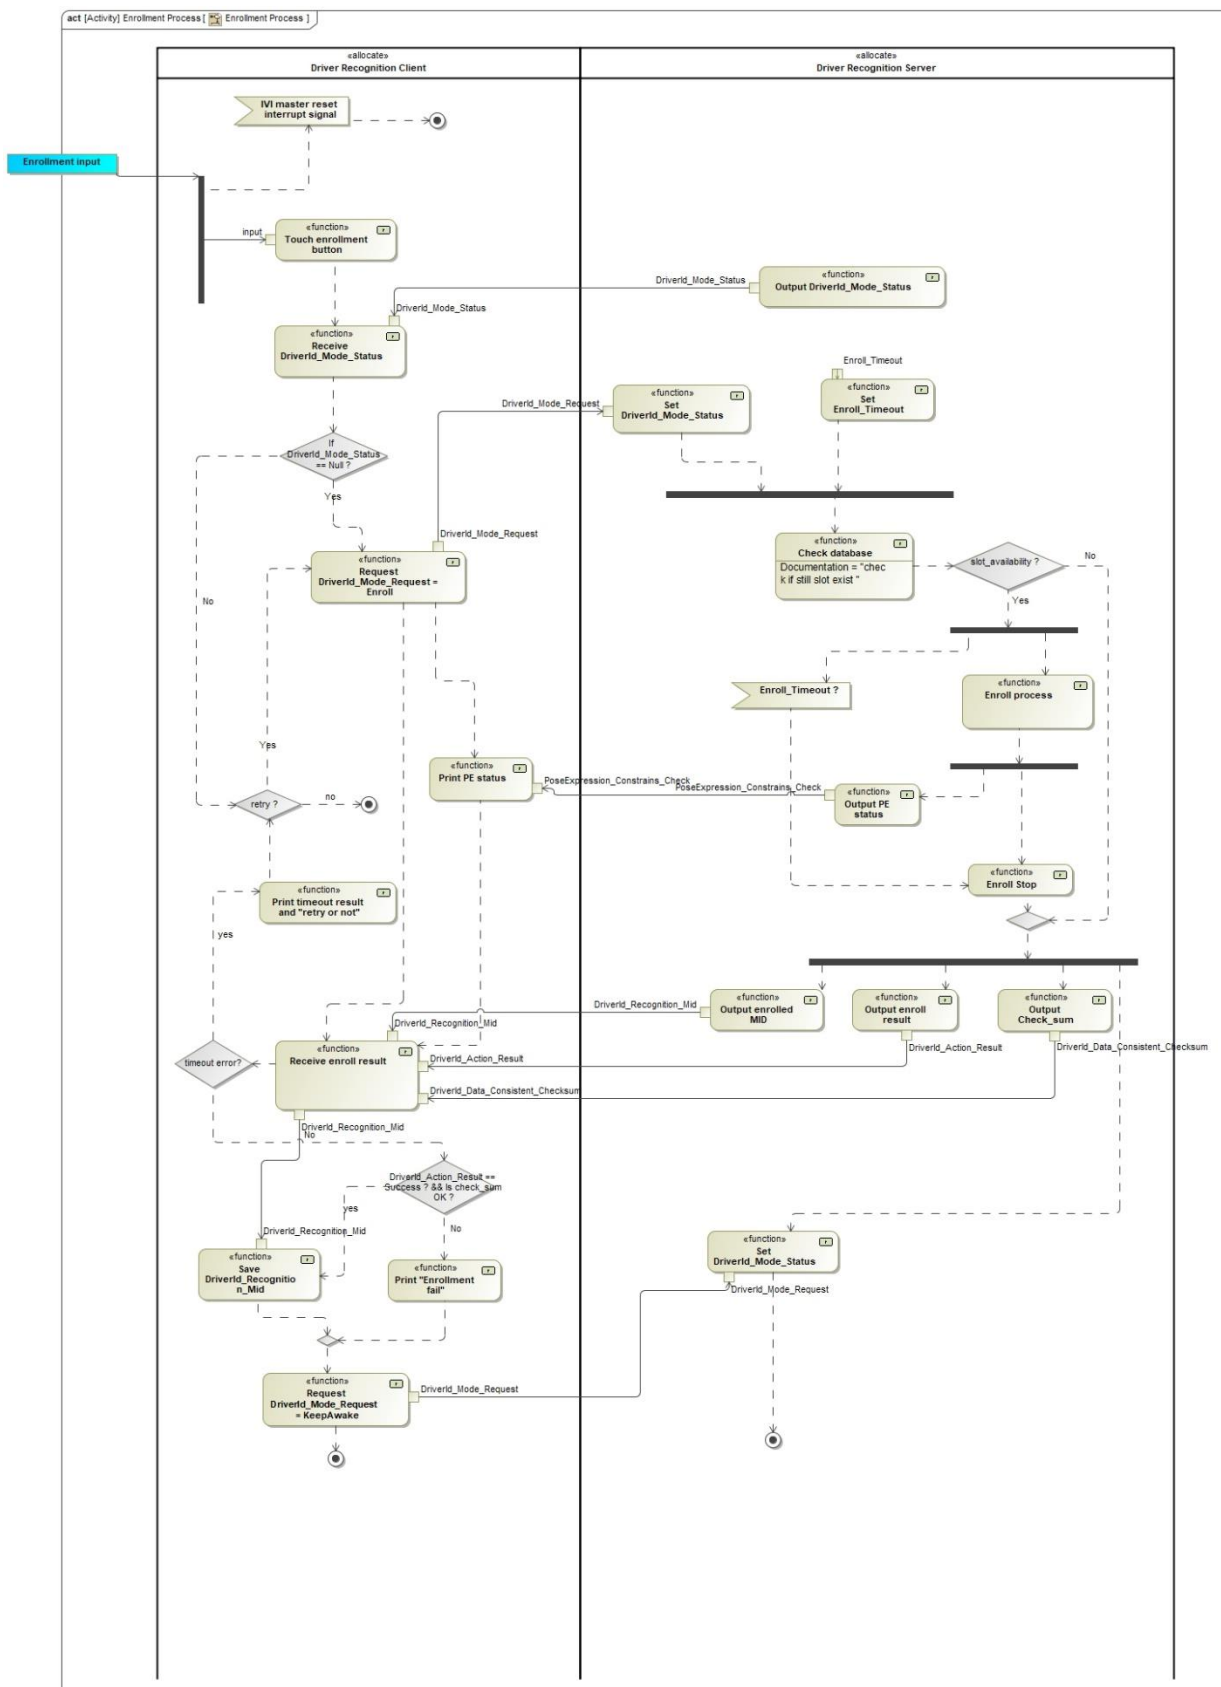 act [Activity] Enrollment Process [ Enrollment Process ]
«allocate»
Driver Recognition Client
«allocate»
Driver Recognition Server
IVI master reset
interrupt signal
Enrollment input
input
«function»
Touch enrollment
button
DriverId_Mode_Status
«function»
Output DriverId_Mode_Status
DriverId_Mode_Status
«function»
Receive
DriverId_Mode_Status
Enroll_Timeout
«function»
Set
Enroll_Timeout
DriverId_Mode_Request
«function»
Set
DriverId_Mode_Status
If
DriverId_Mode_Status
== Null ?
Yes
No
DriverId_Mode_Request
«function»
Request
DriverId_Mode_Request =
Enroll
«function»
Check database
Documentation = "chec
k if still slot exist "
slot_availability ?
No
Yes
Enroll_Timeout ?
«function»
Enroll process
Yes
«function»
Print PE status
PoseExpression_Constrains_Check
PoseExpression_Constrains_Check
«function»
Output PE
status
retry ?
no
«function»
Print timeout result
and "retry or not"
yes
«function»
Enroll Stop
DriverId_Recognition_Mid
«function»
Output enrolled
MID
«function»
Output enroll
result
«function»
Output
Check_sum
DriverId_Recognition_Mid
DriverId_Action_Result
DriverId_Data_Consistent_Checksum
timeout error?
«function»
Receive enroll result
DriverId_Action_Result
DriverId_Data_Consistent_Checksum
DriverId_Recognition_Mid
No
DriverId_Action_Result ==
Success ? && Is check_sum
OK ?
yes
No
DriverId_Recognition_Mid
«function»
Save
DriverId_Recognitio
n_Mid
«function»
Print "Enrollment
fail"
«function»
Set
DriverId_Mode_Status
DriverId_Mode_Request
«function»
Request
DriverId_Mode_Request
= KeepAwake
DriverId_Mode_Request